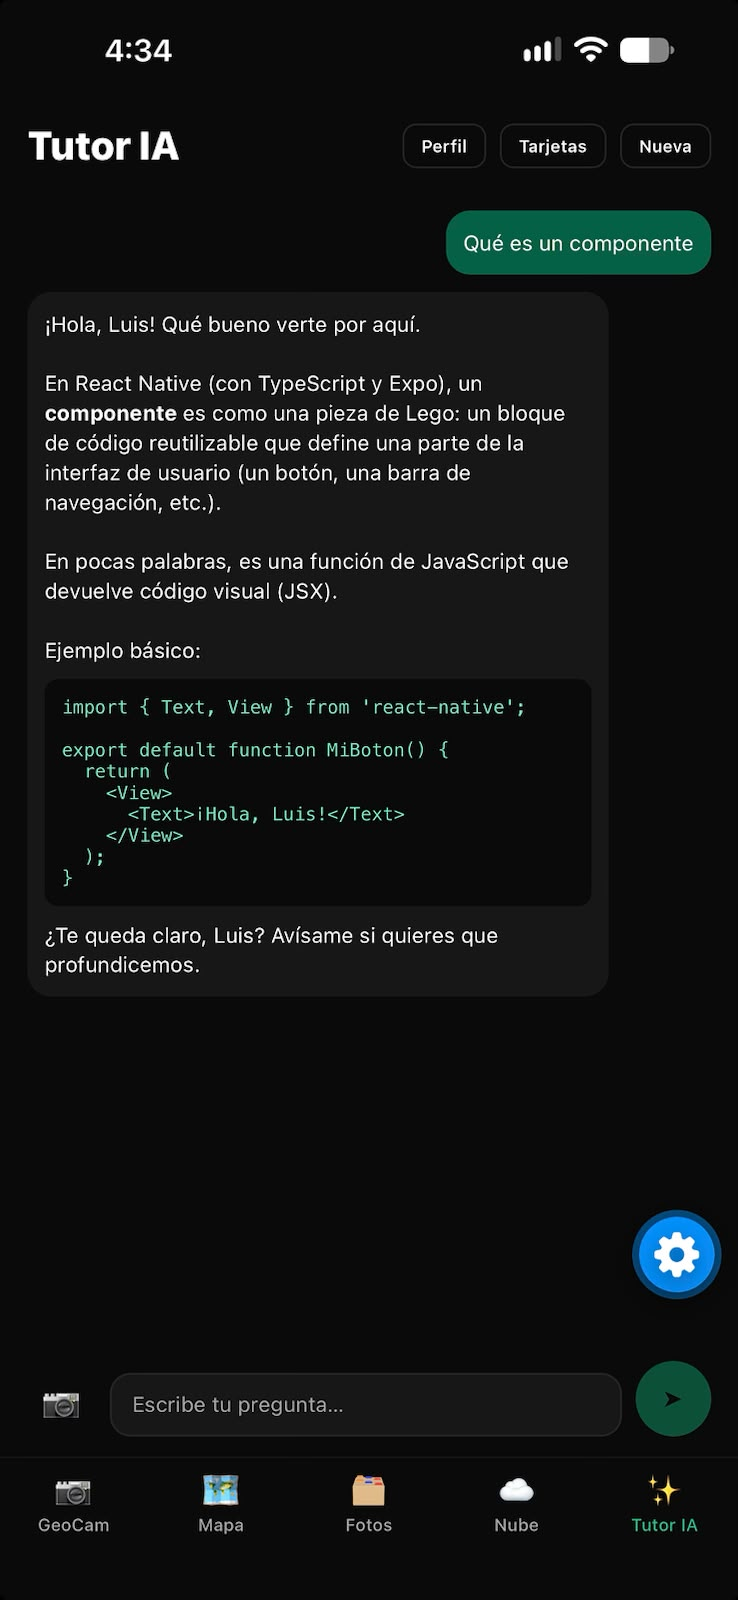 4:34
Tutor IA
Perfil
Tarjetas
Nueva
Qué es un componente
¡Hola, Luis! Qué bueno verte por aquí.
En React Native (con TypeScript y Expo), un
componente es como una pieza de Lego: un bloque
de código reutilizable que define una parte de la
interfaz de usuario (un botón, una barra de
navegación, etc.).
En pocas palabras, es una función de JavaScript que
devuelve código visual (JSX).
Ejemplo básico:
import { Text, View } from 'react-native';
export default function MiBoton() {
  return (
    <View>
      <Text>¡Hola, Luis!</Text>
    </View>
  );
}
¿Te queda claro, Luis? Avísame si quieres que
profundicemos.
Escribe tu pregunta...
GeoCam
Mapa
Fotos
Nube
Tutor IA